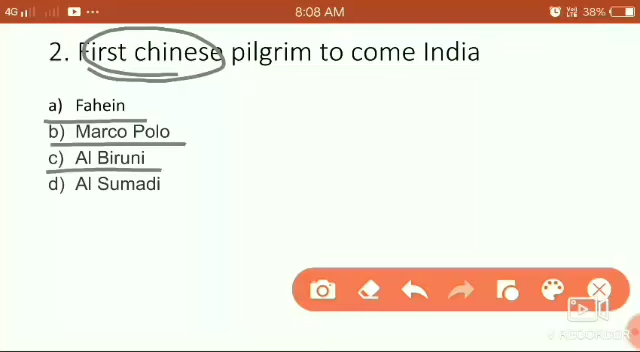 4G 8:08 AM 38%
2. First chinese pilgrim to come India
a) Fahein
b) Marco Polo
c) Al Biruni
d) Al Sumadi
V RECORDER